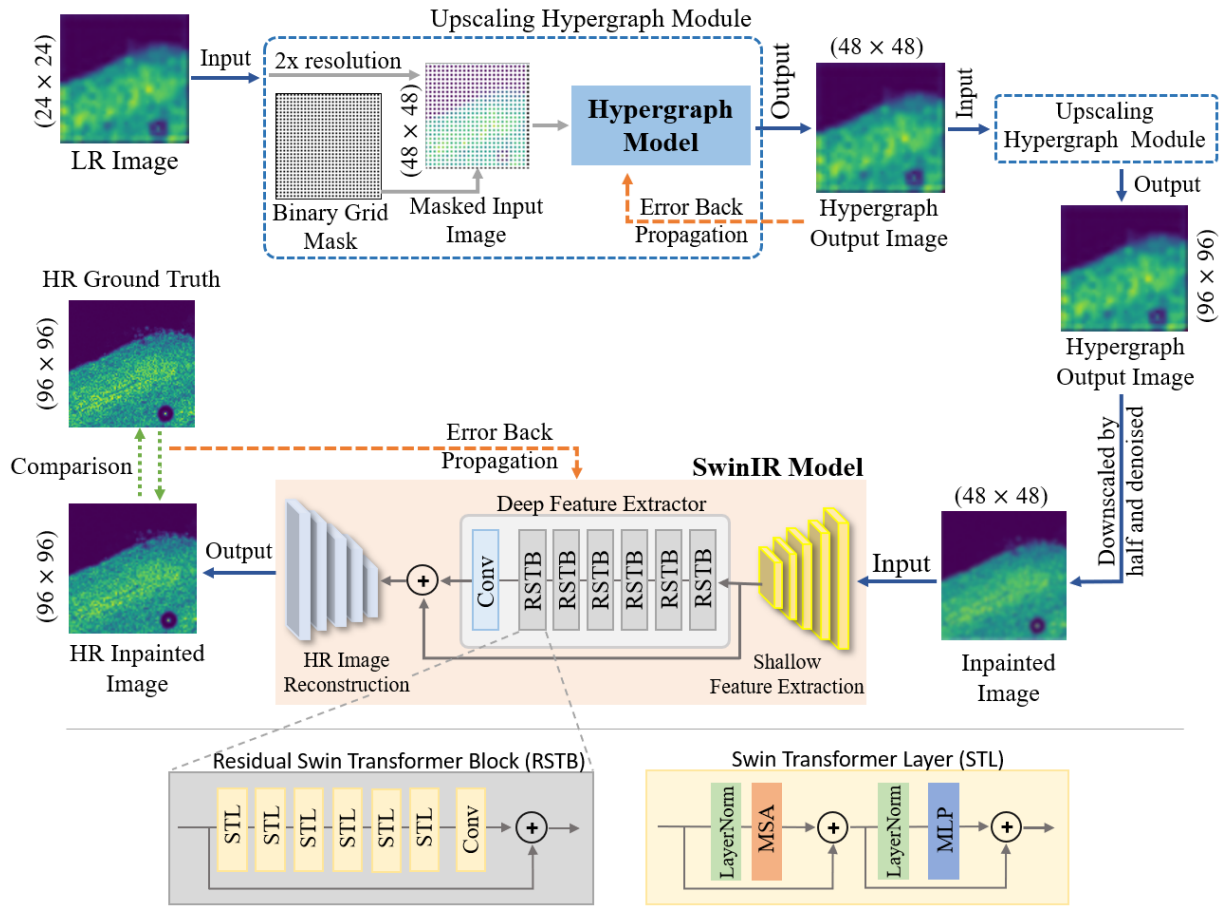 Upscaling Hypergraph Module
(24 × 24)
LR Image
Input
2x resolution
Binary Grid
Mask
(48 × 48)
Masked Input
Image
Hypergraph
Model
Error Back
Propagation
Output
(48 × 48)
Hypergraph
Output Image
Input
Upscaling
Hypergraph Module
Output
(96 × 96)
Hypergraph
Output Image
Downscaled by
half and denoised
HR Ground Truth
(96 × 96)
Comparison
Error Back
Propagation
(96 × 96)
HR Inpainted
Image
Output
SwinIR Model
Deep Feature Extractor
Conv
RSTB
RSTB
RSTB
RSTB
RSTB
RSTB
+
HR Image
Reconstruction
Shallow
Feature Extraction
Input
(48 × 48)
Inpainted
Image
Residual Swin Transformer Block (RSTB)
STL
STL
STL
STL
STL
STL
Conv
+
Swin Transformer Layer (STL)
LayerNorm
MSA
+
LayerNorm
MLP
+